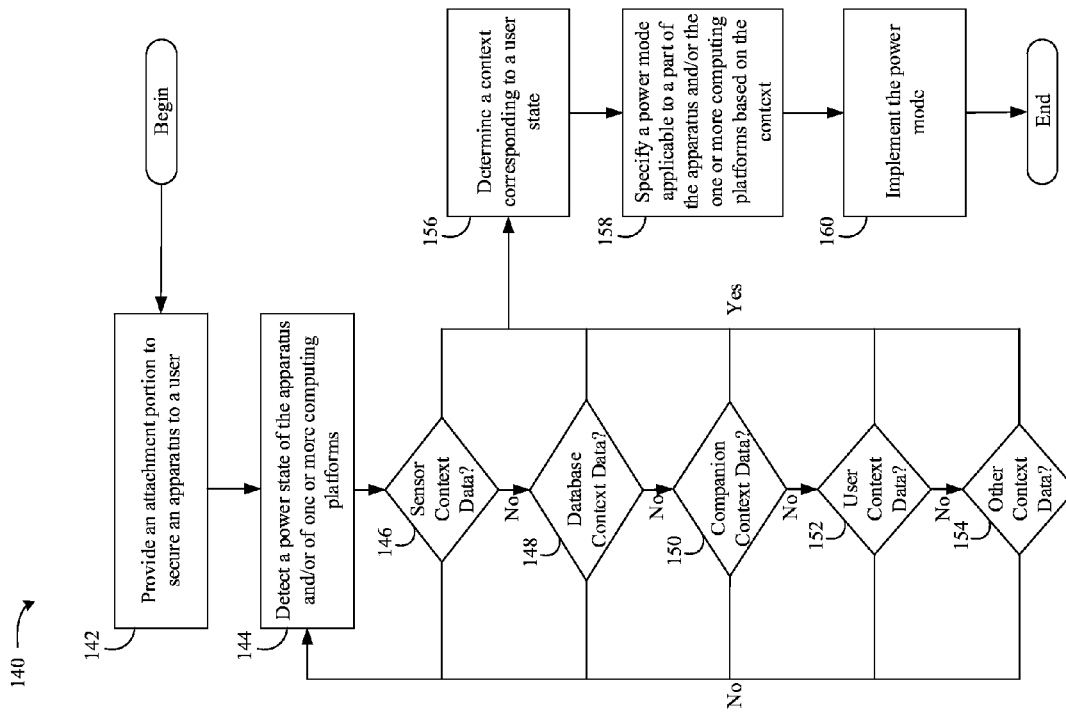 140
Begin
142
Provide an attachment portion to
secure an apparatus to a user
144
Detect a power state of the apparatus
and/or of one or more computing
platforms
146
Sensor
Context
Data?
No
148
Database
Context Data?
No
150
Companion
Context Data?
No
152
User
Context
Data?
No
154
Other
Context
Data?
No
Yes
156
Determine a context
corresponding to a user
state
158
Specify a power mode
applicable to a part of
the apparatus and/or the
one or more computing
platforms based on the
context
160
Implement the power
mode
End